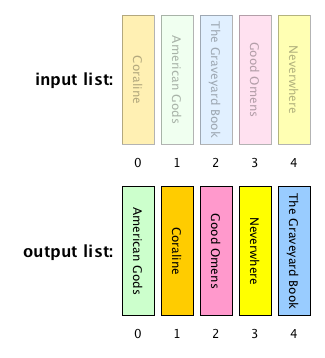 input list:
Coraline
American Gods
The Graveyard Book
Good Omens
Neverwhere
0 1 2 3 4
output list:
American Gods
Coraline
Good Omens
Neverwhere
The Graveyard Book
0 1 2 3 4